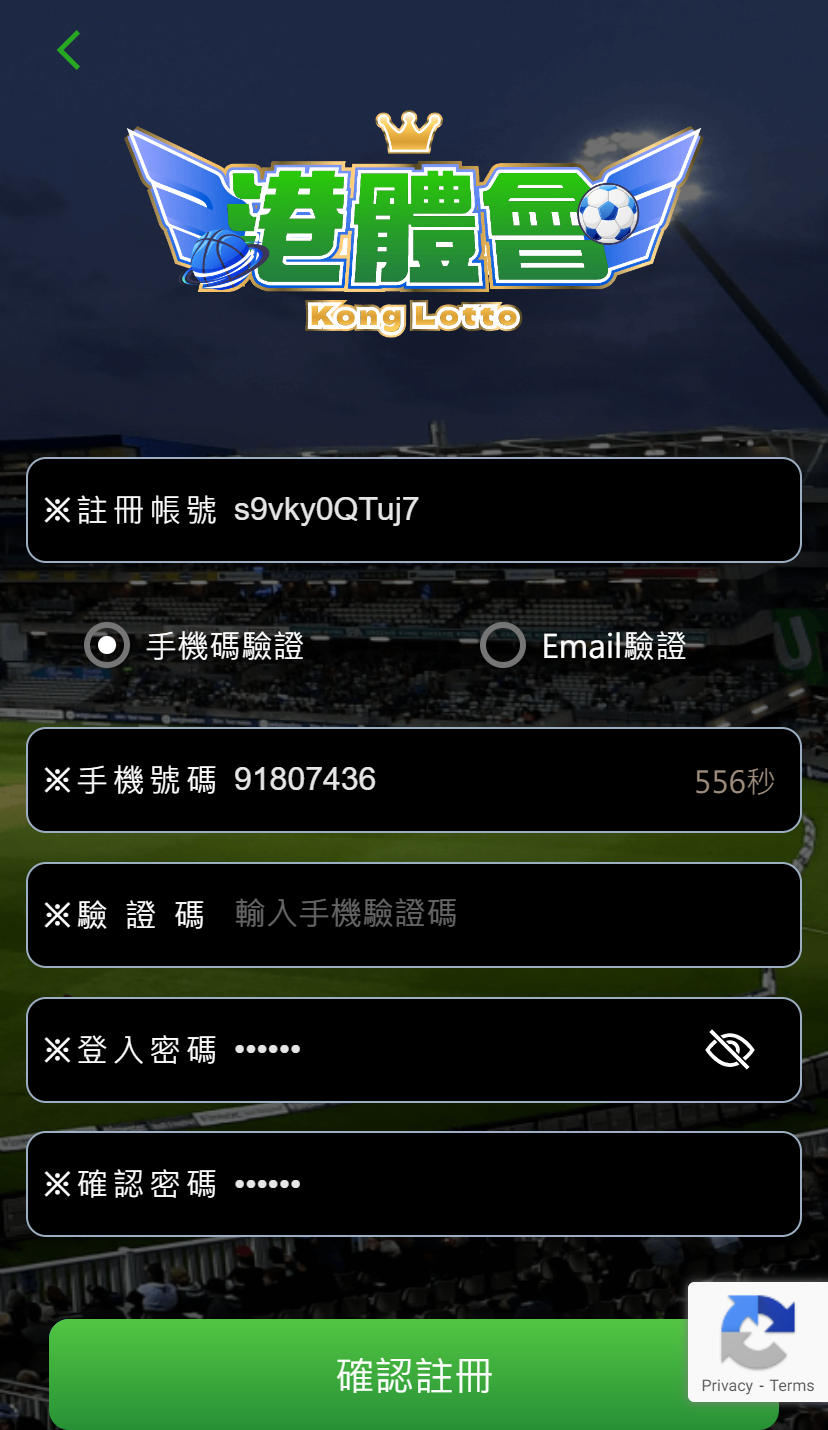 港體會
Kong Lotto
※註冊帳號 s9vky0QTuj7
手機碼驗證 Email驗證
※手機號碼 91807436 556秒
※驗證碼 輸入手機驗證碼
※登入密碼 ••••••
※確認密碼 ••••••
確認註冊
Privacy - Terms